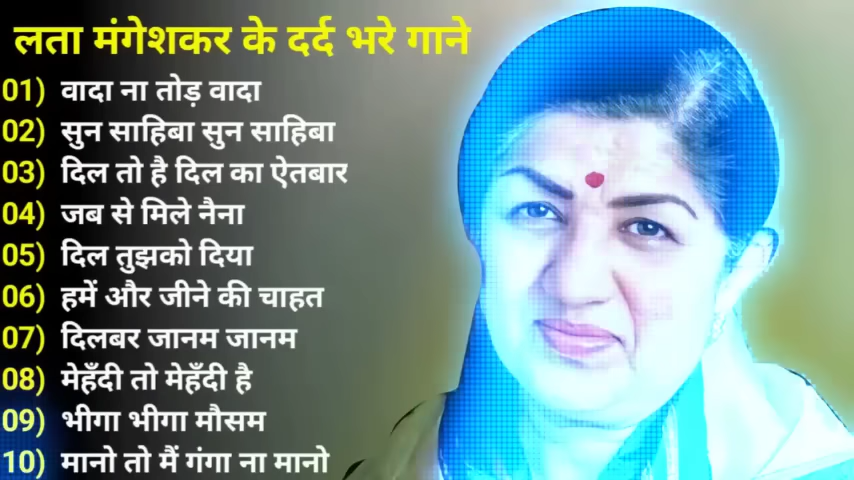 लता मंगेशकर के दर्द भरे गाने
01) वादा ना तोड़ वादा
02) सुन साहिबा सुन साहिबा
03) दिल तो है दिल का ऐतबार
04) जब से मिले नैना
05) दिल तुझको दिया
06) हमें और जीने की चाहत
07) दिलबर जानम जानम
08) मेहँदी तो मेहँदी है
09) भीगा भीगा मौसम
10) मानो तो मैं गंगा ना मानो